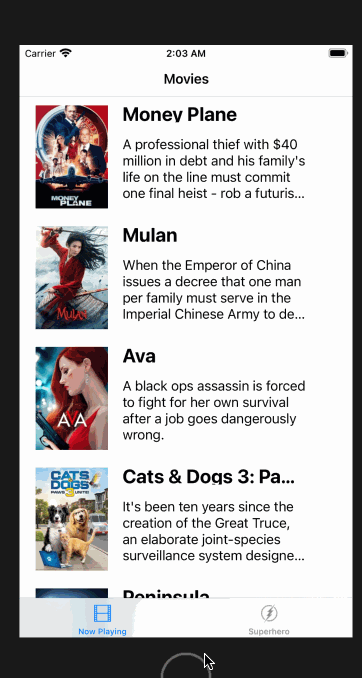 Carrier 2:03 AM
Movies
Money Plane
A professional thief with $40
million in debt and his family's
life on the line must commit
one final heist - rob a futuris...
MONEY
PLANE
Mulan
When the Emperor of China
issues a decree that one man
per family must serve in the
Imperial Chinese Army to de...
MULAN
Ava
A black ops assassin is forced
to fight for her own survival
after a job goes dangerously
wrong.
AVA
Cats & Dogs 3: Pa...
CATS
DOGS
3
It's been ten years since the
creation of the Great Truce,
an elaborate joint-species
surveillance system designe...
Peninsula
Now Playing
Superhero